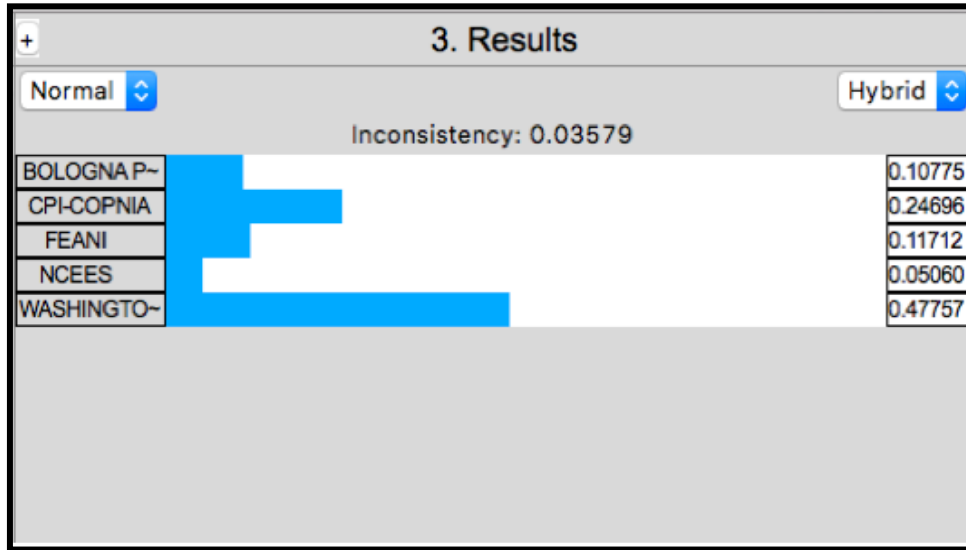 + 3. Results
Normal Hybrid
Inconsistency: 0.03579
BOLOGNA P~ 0.10775
CPI-COPNIA 0.24696
FEANI 0.11712
NCEES 0.05060
WASHINGTO~ 0.47757